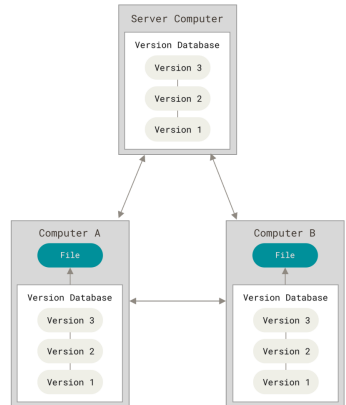 Server Computer
Version Database
Version 3
Version 2
Version 1
Computer A
File
Version Database
Version 3
Version 2
Version 1
Computer B
File
Version Database
Version 3
Version 2
Version 1